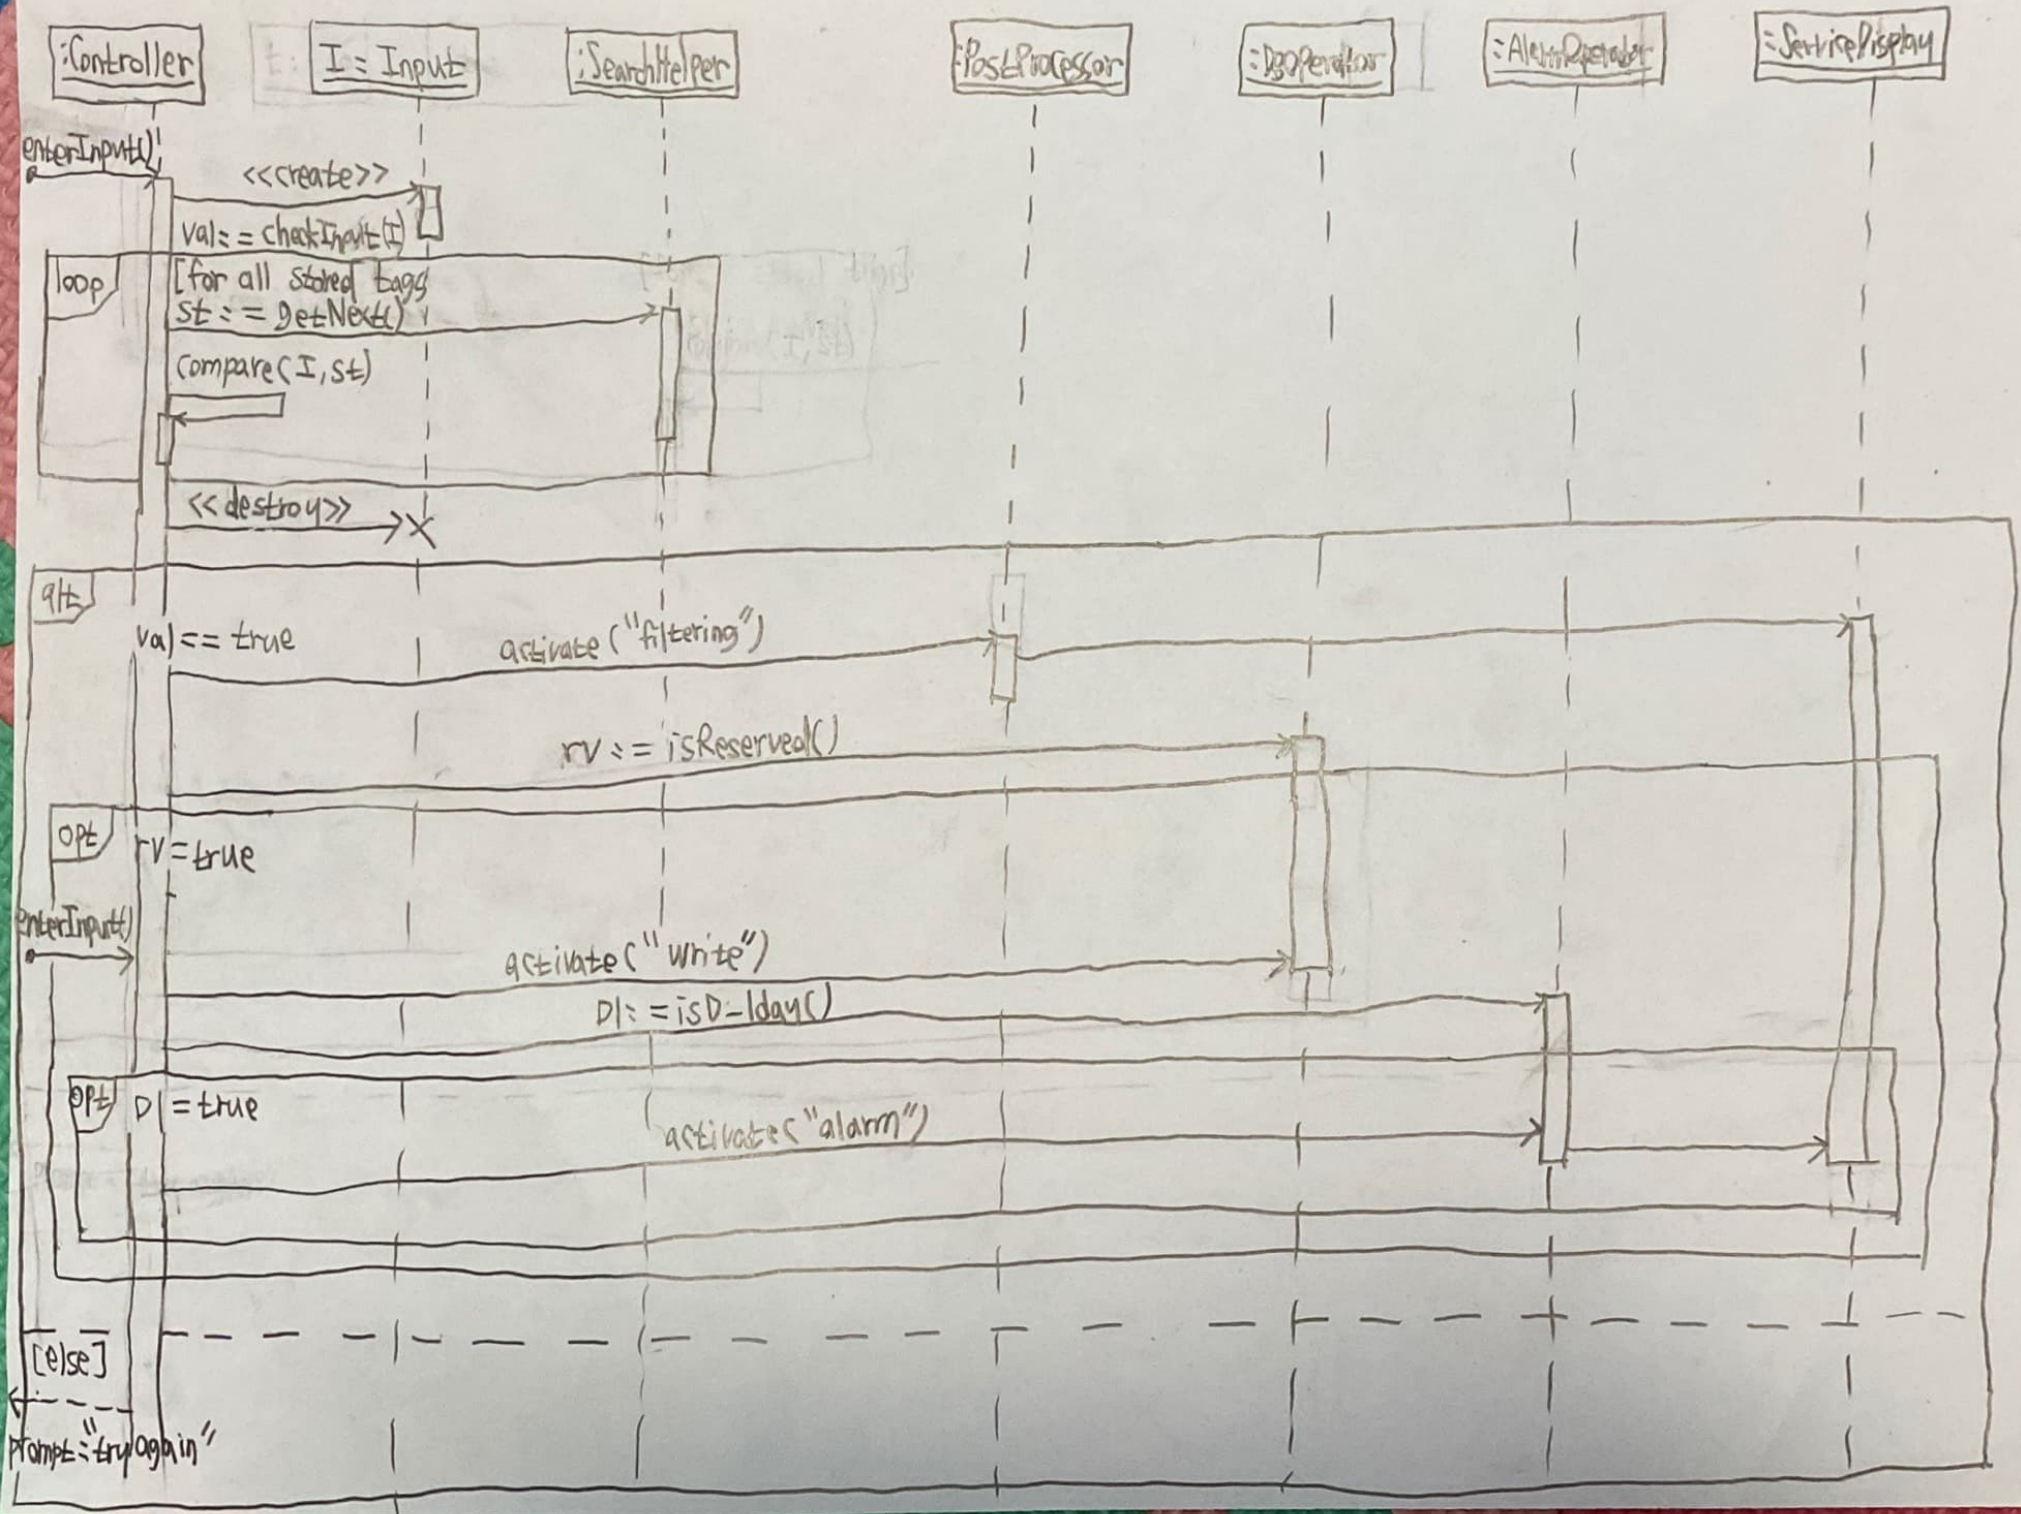 :Controller
I : Input
:SearchHelper
:PostProcessor
:DBOperator
:ServiceDisplay
enterInput()
<<create>>
val := checkInput(I)
loop
[for all stored tags
st := getNext()
compare(I, st)
<<destroy>>
alt
val == true
activate("filtering")
rv := isReserved()
opt
rv = true
enterInput()
activate("write")
D1 := isD-1day()
opt
D1 = true
activate("alarm")
[else]
prompt="try again"